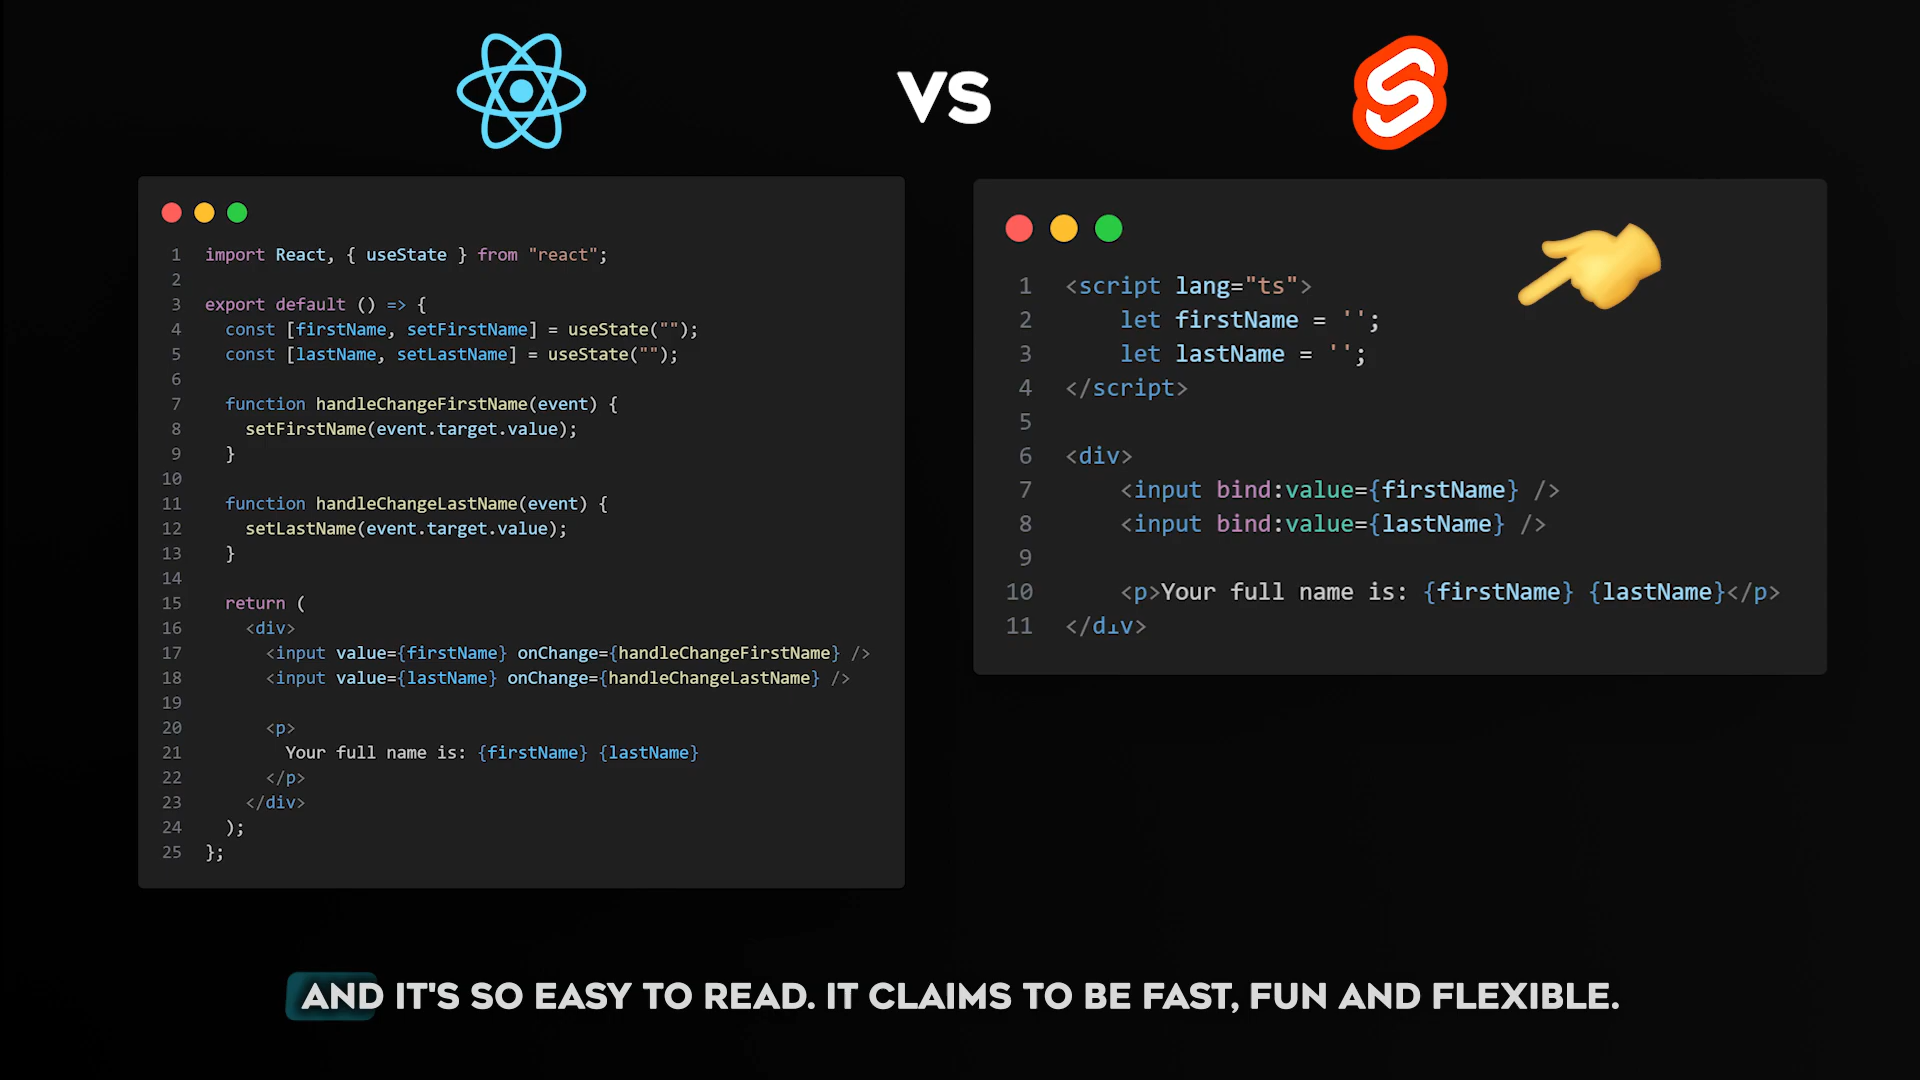 VS
1 import React, { useState } from "react";
2
3 export default () => {
4 const [firstName, setFirstName] = useState("");
5 const [lastName, setLastName] = useState("");
6
7 function handleChangeFirstName(event) {
8 setFirstName(event.target.value);
9 }
10
11 function handleChangeLastName(event) {
12 setLastName(event.target.value);
13 }
14
15 return (
16 <div>
17 <input value={firstName} onChange={handleChangeFirstName} />
18 <input value={lastName} onChange={handleChangeLastName} />
19
20 <p>
21 Your full name is: {firstName} {lastName}
22 </p>
23 </div>
24 );
25 };
1 <script lang="ts">
2 let firstName = '';
3 let lastName = '';
4 </script>
5
6 <div>
7 <input bind:value={firstName} />
8 <input bind:value={lastName} />
9
10 <p>Your full name is: {firstName} {lastName}</p>
11 </div>
AND IT'S SO EASY TO READ. IT CLAIMS TO BE FAST, FUN AND FLEXIBLE.